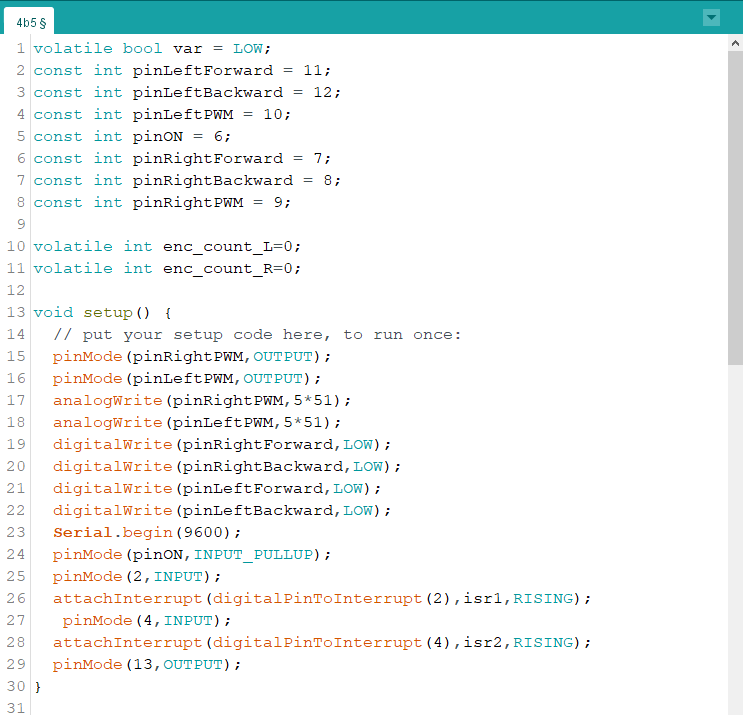 4b5 §
1 volatile bool var = LOW;
2 const int pinLeftForward = 11;
3 const int pinLeftBackward = 12;
4 const int pinLeftPWM = 10;
5 const int pinON = 6;
6 const int pinRightForward = 7;
7 const int pinRightBackward = 8;
8 const int pinRightPWM = 9;
9
10 volatile int enc_count_L=0;
11 volatile int enc_count_R=0;
12
13 void setup() {
14   // put your setup code here, to run once:
15   pinMode(pinRightPWM,OUTPUT);
16   pinMode(pinLeftPWM,OUTPUT);
17   analogWrite(pinRightPWM,5*51);
18   analogWrite(pinLeftPWM,5*51);
19   digitalWrite(pinRightForward,LOW);
20   digitalWrite(pinRightBackward,LOW);
21   digitalWrite(pinLeftForward,LOW);
22   digitalWrite(pinLeftBackward,LOW);
23   Serial.begin(9600);
24   pinMode(pinON,INPUT_PULLUP);
25   pinMode(2,INPUT);
26   attachInterrupt(digitalPinToInterrupt(2),isr1,RISING);
27    pinMode(4,INPUT);
28   attachInterrupt(digitalPinToInterrupt(4),isr2,RISING);
29   pinMode(13,OUTPUT);
30 }
31